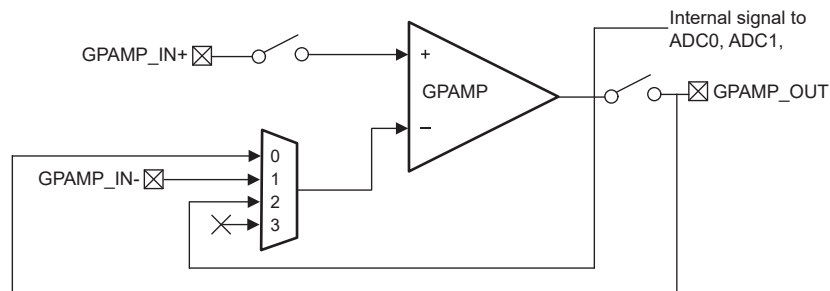 Internal signal to
ADC0, ADC1,
GPAMP_IN+
+
GPAMP
GPAMP_OUT
−
0
GPAMP_IN-
1
2
3